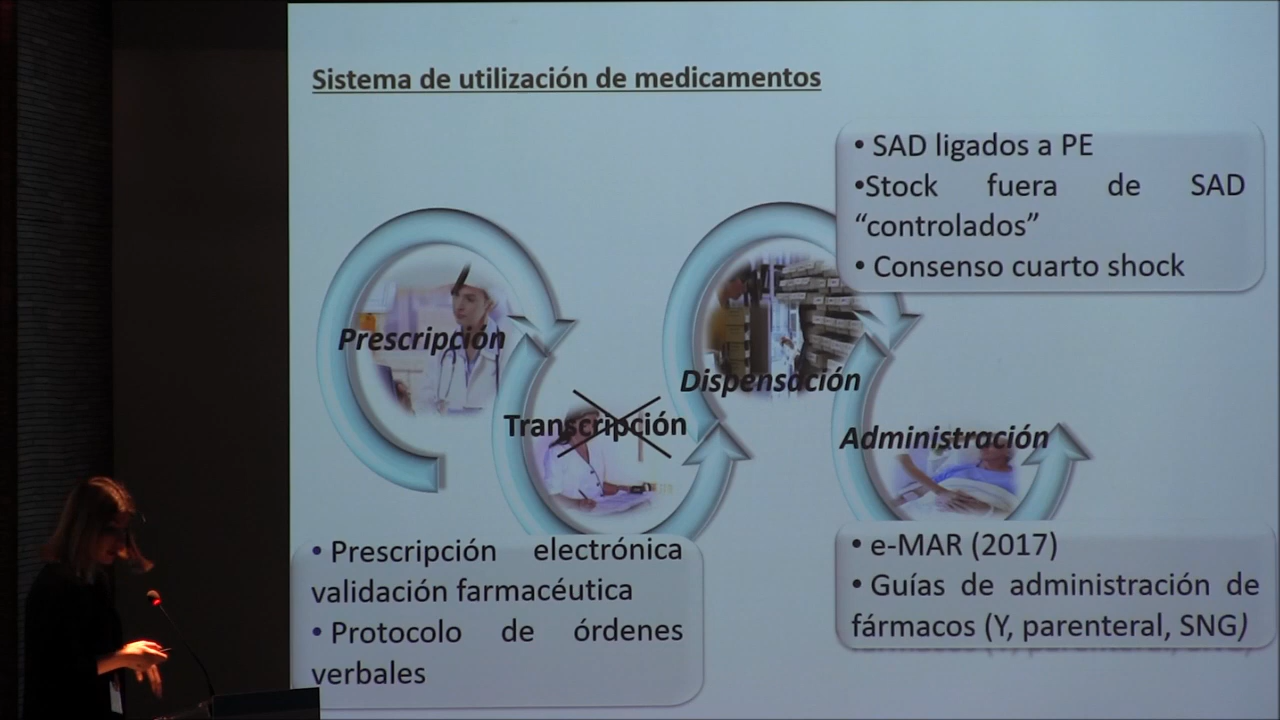 Sistema de utilización de medicamentos
• SAD ligados a PE
•Stock fuera de SAD
“controlados”
• Consenso cuarto shock
Prescripción
Dispensación
Transcripción
Administración
• Prescripción electrónica
validación farmacéutica
• Protocolo de órdenes
verbales
• e-MAR (2017)
• Guías de administración de
fármacos (Y, parenteral, SNG)